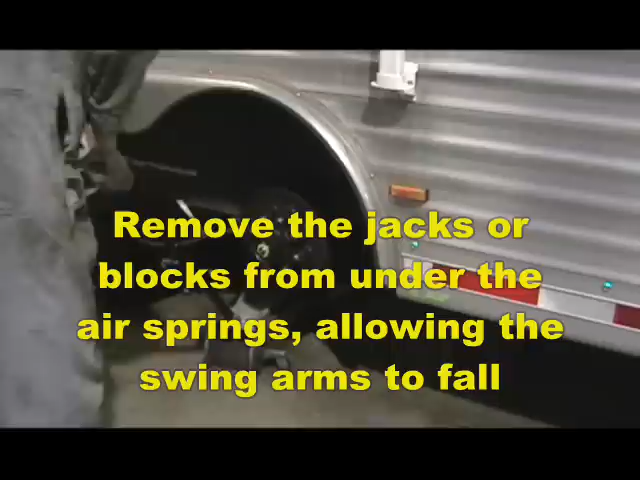 Remove the jacks or
blocks from under the
air springs, allowing the
swing arms to fall